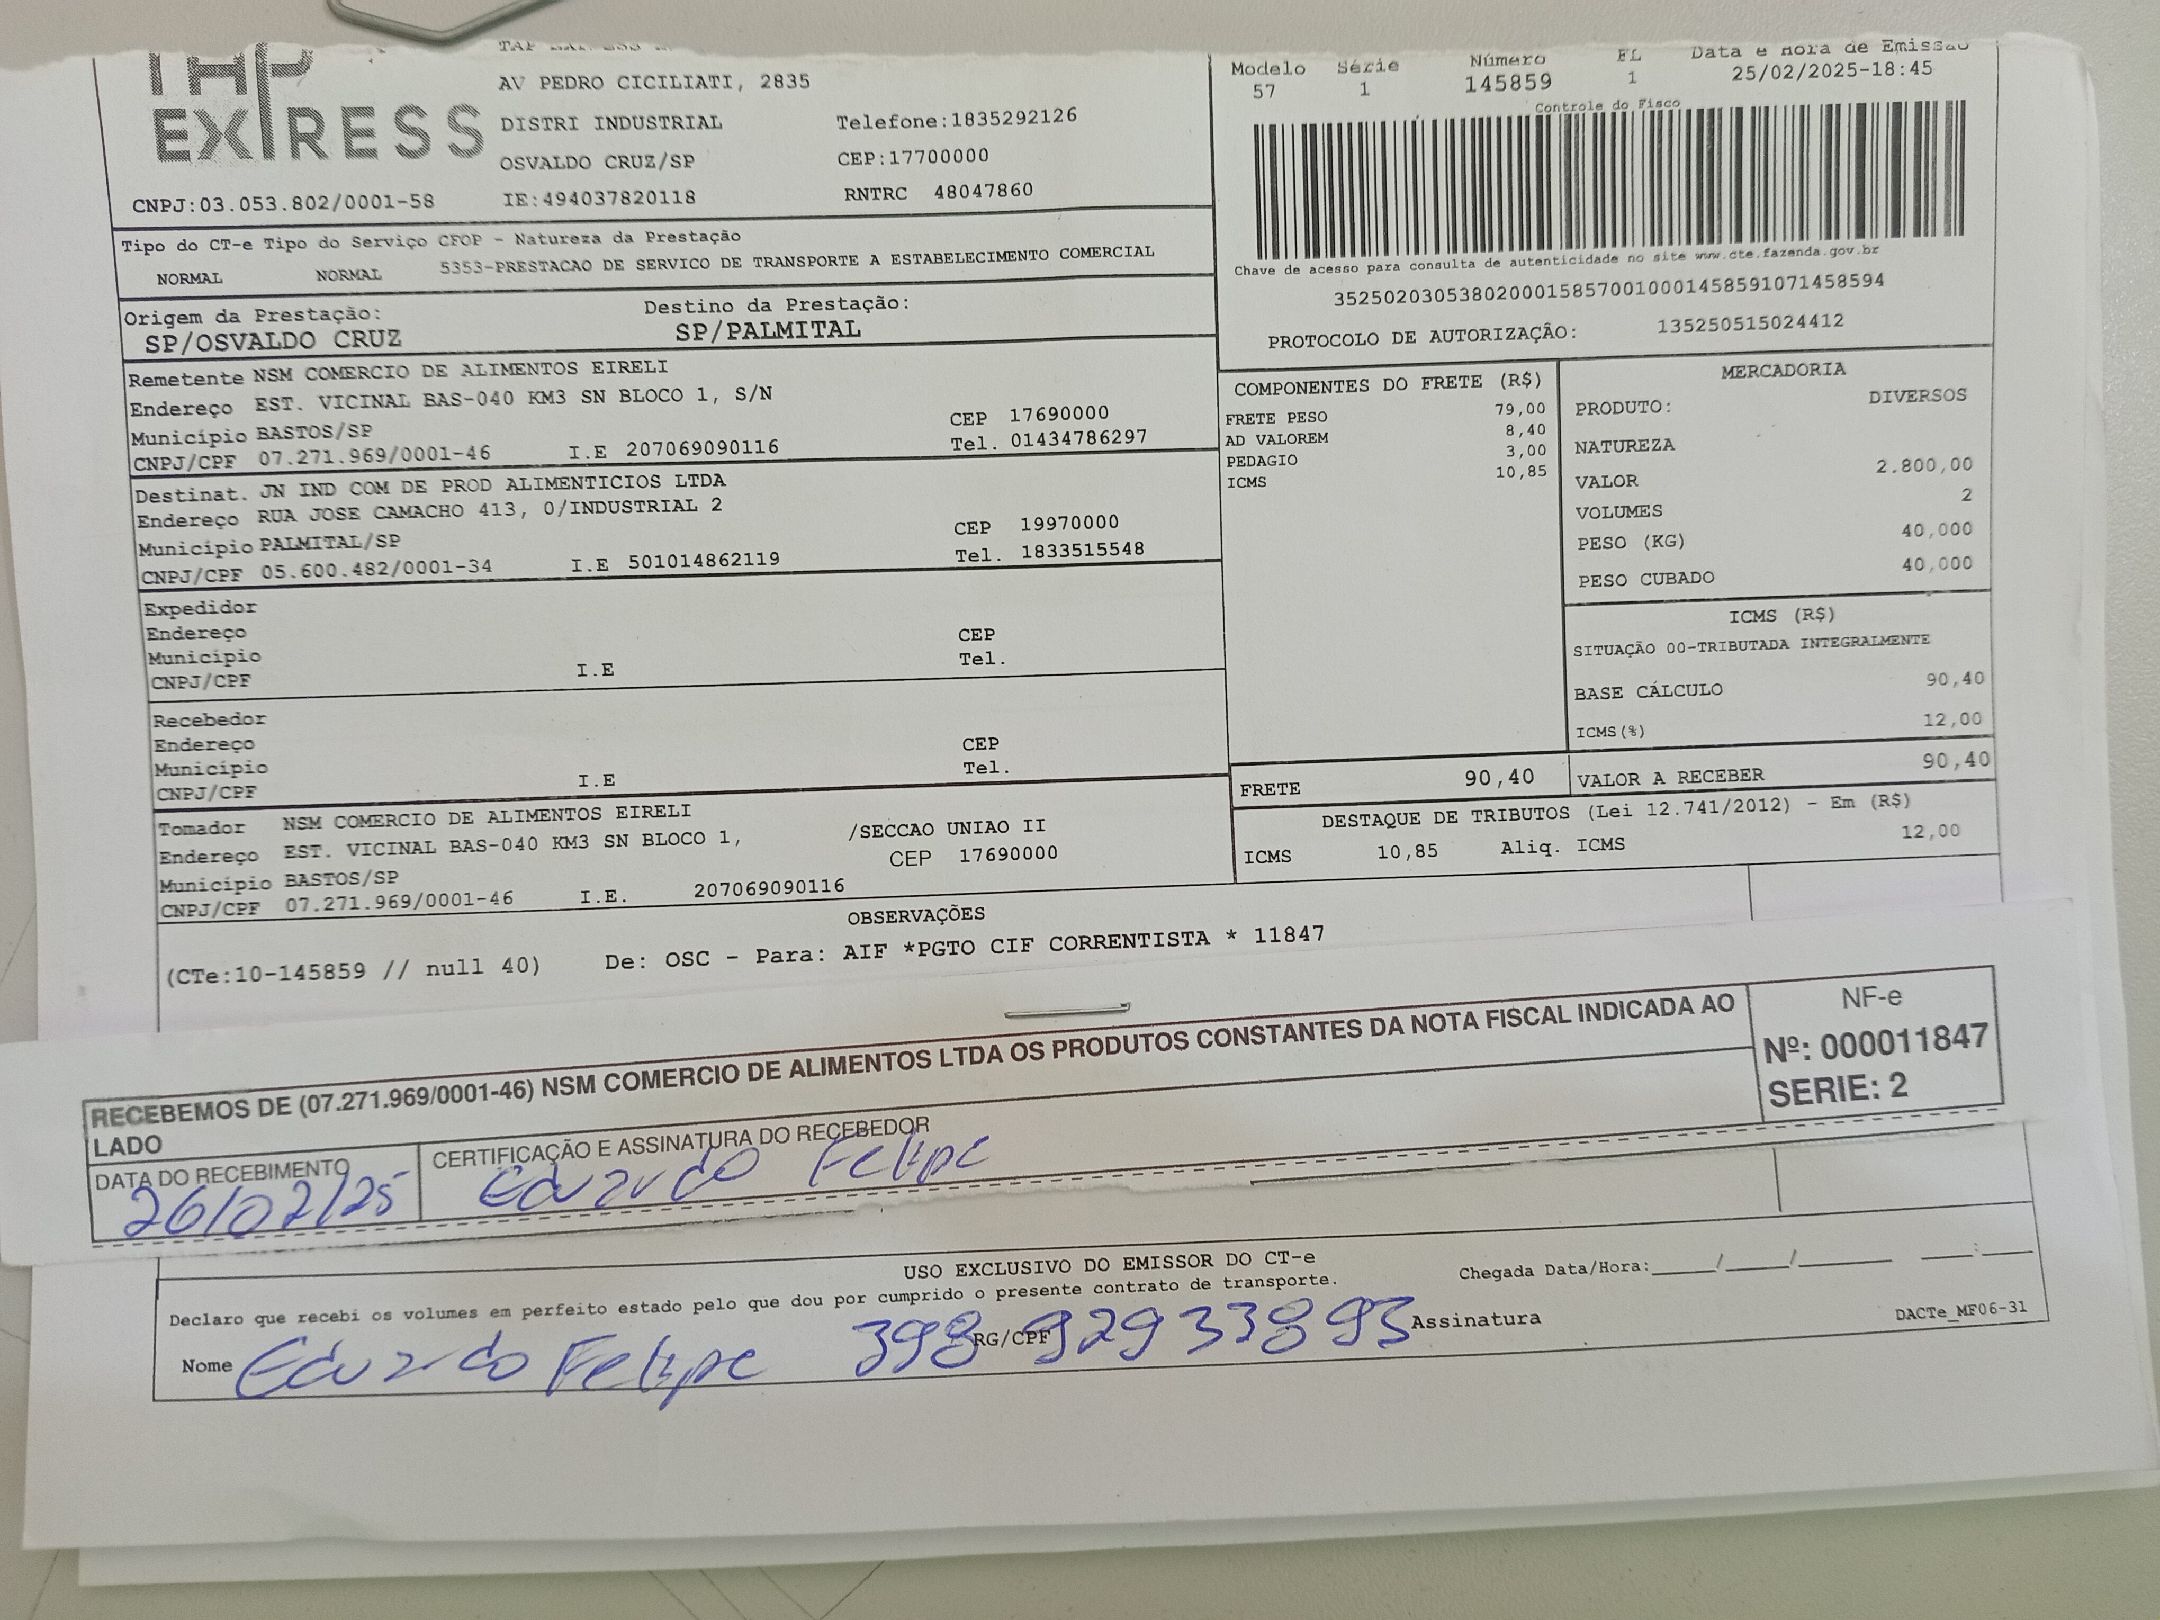 TAP EXPRESS
AV PEDRO CICILIATI, 2835
DISTRI INDUSTRIAL Telefone:1835292126
OSVALDO CRUZ/SP CEP:17700000
CNPJ:03.053.802/0001-58 IE:494037820118 RNTRC 48047860
Modelo Série Número FL Data e hora de Emissão
57 1 145859 1 25/02/2025-18:45
Controle do Fisco
Chave de acesso para consulta de autenticidade no site www.cte.fazenda.gov.br
35250203053802000158570010001458591071458594
PROTOCOLO DE AUTORIZAÇÃO: 135250515024412
Tipo do CT-e Tipo do Serviço CFOP - Natureza da Prestação
NORMAL NORMAL 5353-PRESTACAO DE SERVICO DE TRANSPORTE A ESTABELECIMENTO COMERCIAL
Origem da Prestação: Destino da Prestação:
SP/OSVALDO CRUZ SP/PALMITAL
Remetente NSM COMERCIO DE ALIMENTOS EIRELI
Endereço EST. VICINAL BAS-040 KM3 SN BLOCO 1, S/N
Município BASTOS/SP CEP 17690000
CNPJ/CPF 07.271.969/0001-46 I.E 207069090116 Tel. 01434786297
Destinat. JN IND COM DE PROD ALIMENTICIOS LTDA
Endereço RUA JOSE CAMACHO 413, 0/INDUSTRIAL 2
Município PALMITAL/SP CEP 19970000
CNPJ/CPF 05.600.482/0001-34 I.E 501014862119 Tel. 1833515548
Expedidor
Endereço CEP
Município Tel.
CNPJ/CPF I.E
Recebedor
Endereço CEP
Município Tel.
CNPJ/CPF I.E
Tomador NSM COMERCIO DE ALIMENTOS EIRELI
Endereço EST. VICINAL BAS-040 KM3 SN BLOCO 1, /SECCAO UNIAO II
Município BASTOS/SP CEP 17690000
CNPJ/CPF 07.271.969/0001-46 I.E. 207069090116
COMPONENTES DO FRETE (R$)
FRETE PESO 79,00
AD VALOREM 8,40
PEDAGIO 3,00
ICMS 10,85
MERCADORIA
PRODUTO: DIVERSOS
NATUREZA
VALOR 2.800,00
VOLUMES 2
PESO (KG) 40,000
PESO CUBADO 40,000
ICMS (R$)
SITUAÇÃO 00-TRIBUTADA INTEGRALMENTE
BASE CÁLCULO 90,40
ICMS(%) 12,00
FRETE 90,40 VALOR A RECEBER 90,40
DESTAQUE DE TRIBUTOS (Lei 12.741/2012) - Em (R$)
ICMS 10,85 Aliq. ICMS 12,00
OBSERVAÇÕES
(CTe:10-145859 // null 40) De: OSC - Para: AIF *PGTO CIF CORRENTISTA * 11847
RECEBEMOS DE (07.271.969/0001-46) NSM COMERCIO DE ALIMENTOS LTDA OS PRODUTOS CONSTANTES DA NOTA FISCAL INDICADA AO
LADO
NF-e
Nº: 000011847
SERIE: 2
DATA DO RECEBIMENTO CERTIFICAÇÃO E ASSINATURA DO RECEBEDOR
26/02/25 Eduardo Felipe
USO EXCLUSIVO DO EMISSOR DO CT-e
Declaro que recebi os volumes em perfeito estado pelo que dou por cumprido o presente contrato de transporte.
Chegada Data/Hora:____/____/______ ___:___
Nome Eduardo Felipe RG/CPF 398 92933893 Assinatura
DACTe_MF06-31